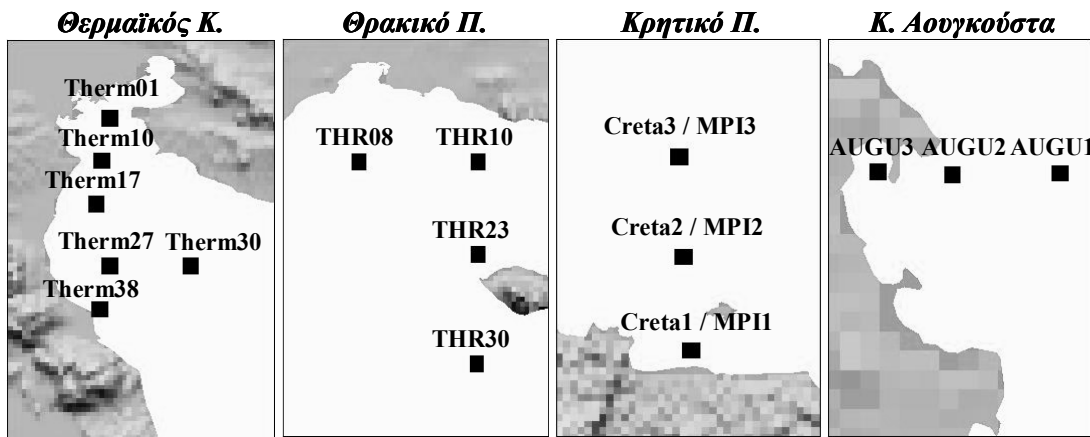 Θερμαϊκός Κ.
Therm01
Therm10
Therm17
Therm27 Therm30
Therm38
Θρακικό Π.
THR08 THR10
THR23
THR30
Κρητικό Π.
Creta3 / MPI3
Creta2 / MPI2
Creta1 / MPI1
Κ. Αουγκούστα
AUGU3 AUGU2 AUGU1